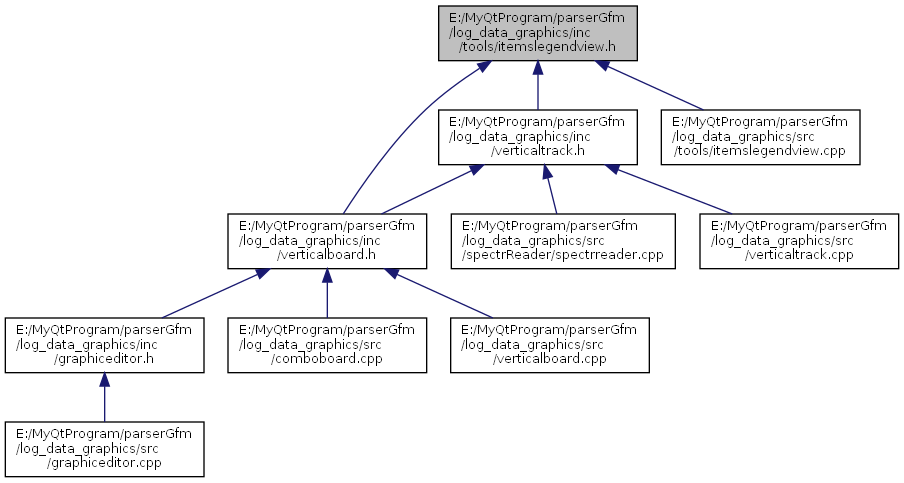 E:/MyQtProgram/parserGfm
/log_data_graphics/inc
/tools/itemslegendview.h
E:/MyQtProgram/parserGfm
/log_data_graphics/inc
/verticaltrack.h
E:/MyQtProgram/parserGfm
/log_data_graphics/src
/tools/itemslegendview.cpp
E:/MyQtProgram/parserGfm
/log_data_graphics/inc
/verticalboard.h
E:/MyQtProgram/parserGfm
/log_data_graphics/src
/spectrReader/spectrreader.cpp
E:/MyQtProgram/parserGfm
/log_data_graphics/src
/verticaltrack.cpp
E:/MyQtProgram/parserGfm
/log_data_graphics/inc
/graphiceditor.h
E:/MyQtProgram/parserGfm
/log_data_graphics/src
/comboboard.cpp
E:/MyQtProgram/parserGfm
/log_data_graphics/src
/verticalboard.cpp
E:/MyQtProgram/parserGfm
/log_data_graphics/src
/graphiceditor.cpp